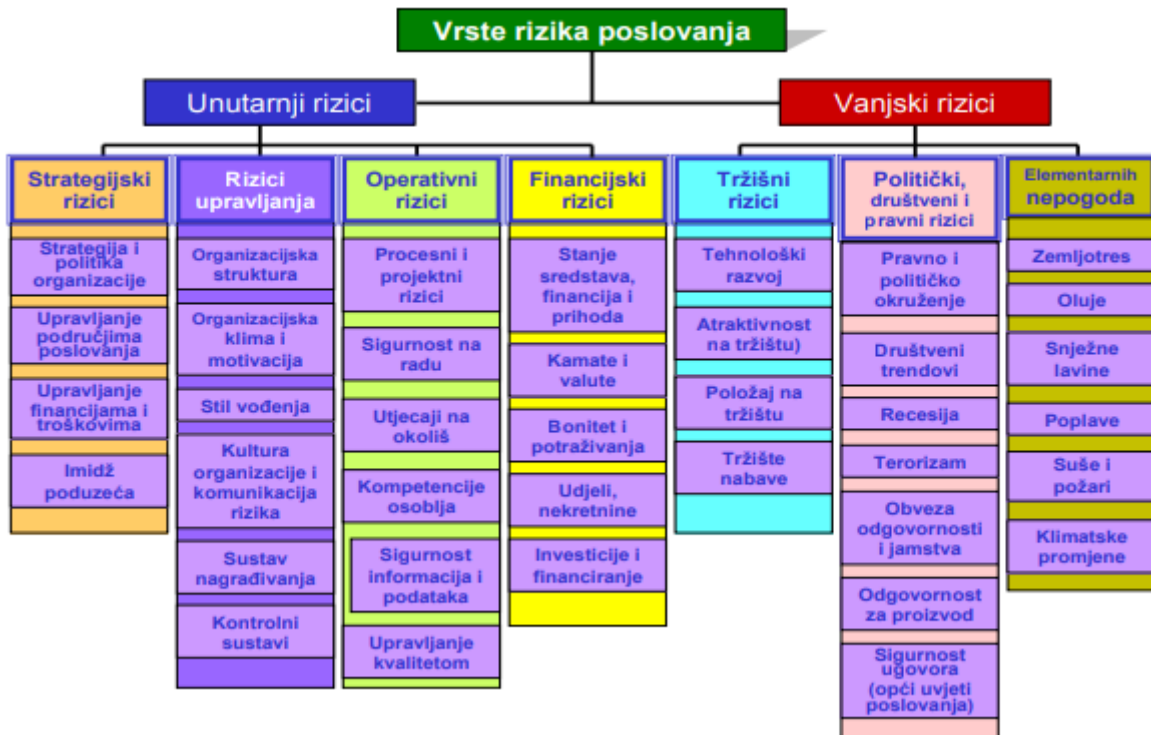 Vrste rizika poslovanja
Unutarnji rizici
Vanjski rizici
Strategijski
rizici
Strategija i
politika
organizacije
Upravljanje
područjima
poslovanja
Upravljanje
financijama i
troškovima
Imidž
poduzeća
Rizici
upravljanja
Organizacijska
struktura
Organizacijska
klima i
motivacija
Stil vođenja
Kultura
organizacije i
komunikacija
rizika
Sustav
nagrađivanja
Kontrolni
sustavi
Operativni
rizici
Procesni i
projektni
rizici
Sigurnost na
radu
Utjecaji na
okoliš
Kompetencije
osoblja
Sigurnost
informacija i
podataka
Upravljanje
kvalitetom
Financijski
rizici
Stanje
sredstava,
financija i
prihoda
Kamate i
valute
Bonitet i
potraživanja
Udjeli,
nekretnine
Investicije i
financiranje
Tržišni
rizici
Tehnološki
razvoj
Atraktivnost
na tržištu)
Položaj na
tržištu
Tržište
nabave
Politički,
društveni i
pravni rizici
Pravno i
političko
okruženje
Društveni
trendovi
Recesija
Terorizam
Obveza
odgovornosti
i jamstva
Odgovornost
za proizvod
Sigurnost
ugovora
(opći uvjeti
poslovanja)
Elementarnih
nepogoda
Zemljotres
Oluje
Snježne
lavine
Poplave
Suše i
požari
Klimatske
promjene